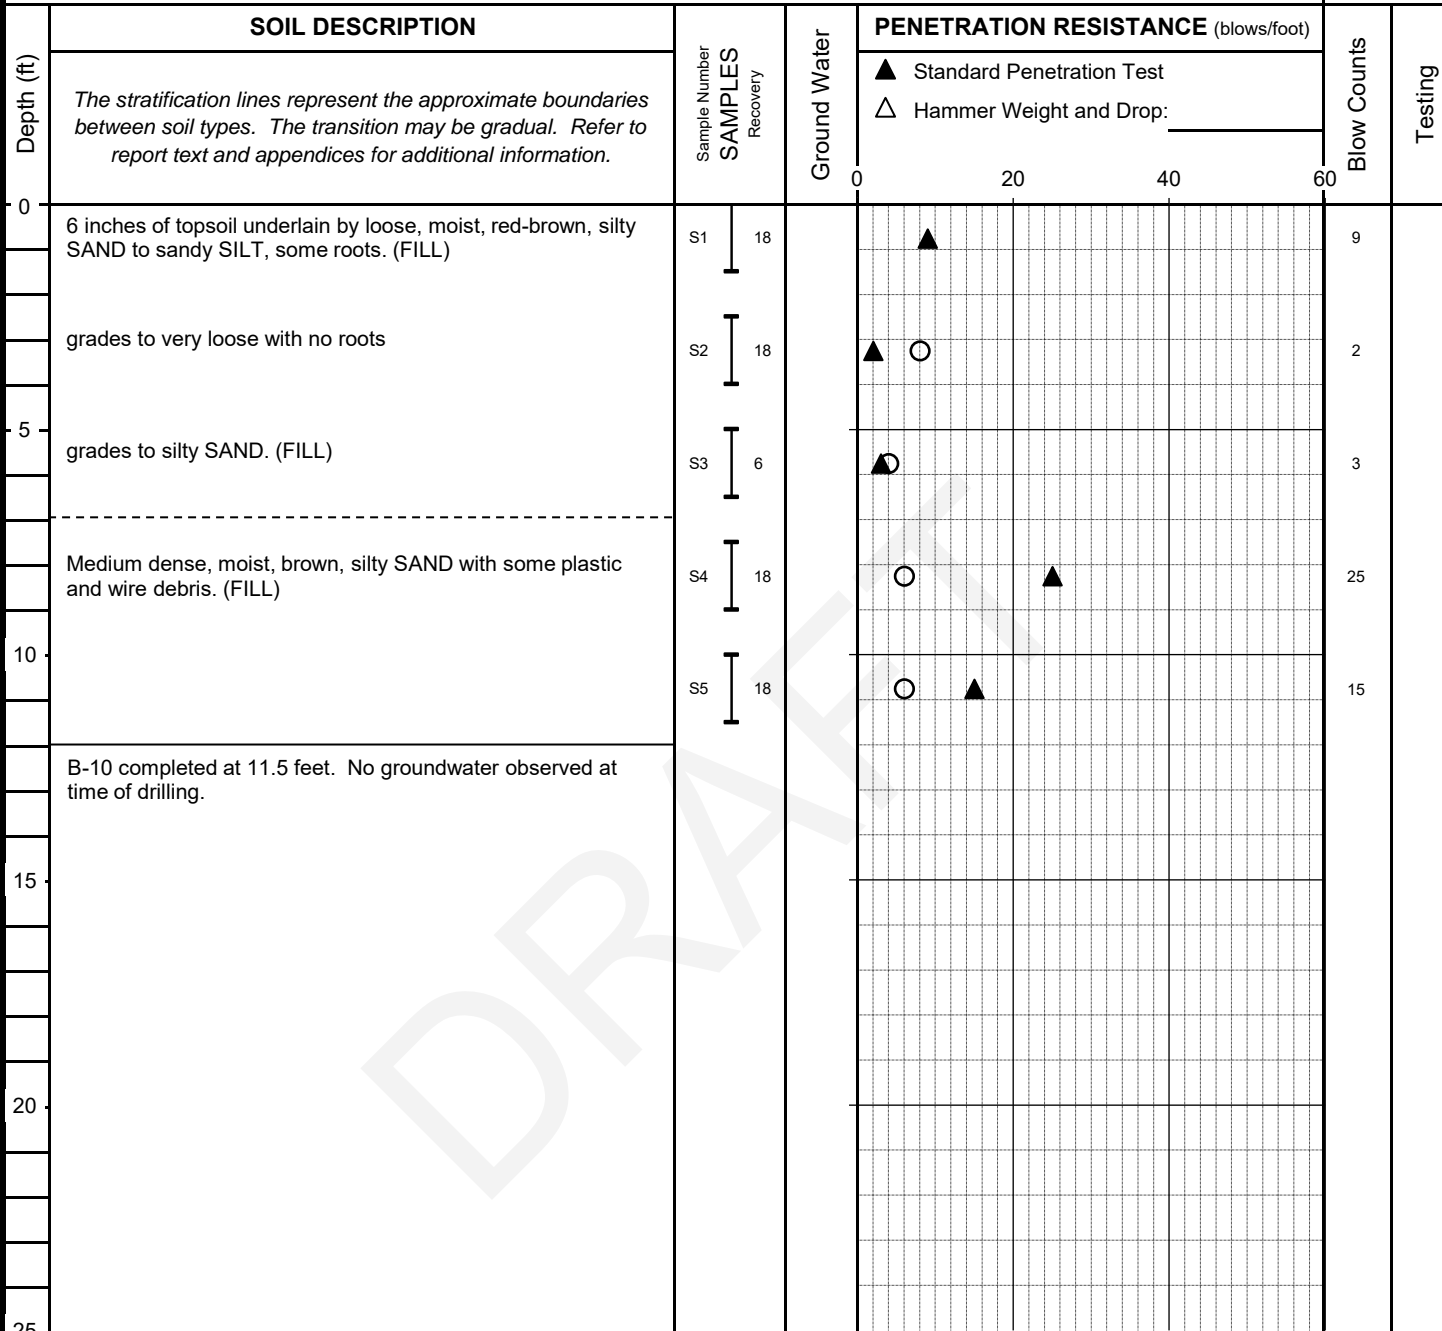 Depth (ft)
SOIL DESCRIPTION
The stratification lines represent the approximate boundaries
between soil types. The transition may be gradual. Refer to
report text and appendices for additional information.
Sample Number
SAMPLES
Recovery
Ground Water
PENETRATION RESISTANCE (blows/foot)
▲ Standard Penetration Test
△ Hammer Weight and Drop:
0 20 40 60
Blow Counts
Testing
0
6 inches of topsoil underlain by loose, moist, red-brown, silty
SAND to sandy SILT, some roots. (FILL)
S1 18 9
grades to very loose with no roots
S2 18 2
5
grades to silty SAND. (FILL)
S3 6 3
Medium dense, moist, brown, silty SAND with some plastic
and wire debris. (FILL)
S4 18 25
10
S5 18 15
B-10 completed at 11.5 feet. No groundwater observed at
time of drilling.
15
20
25
DRAFT